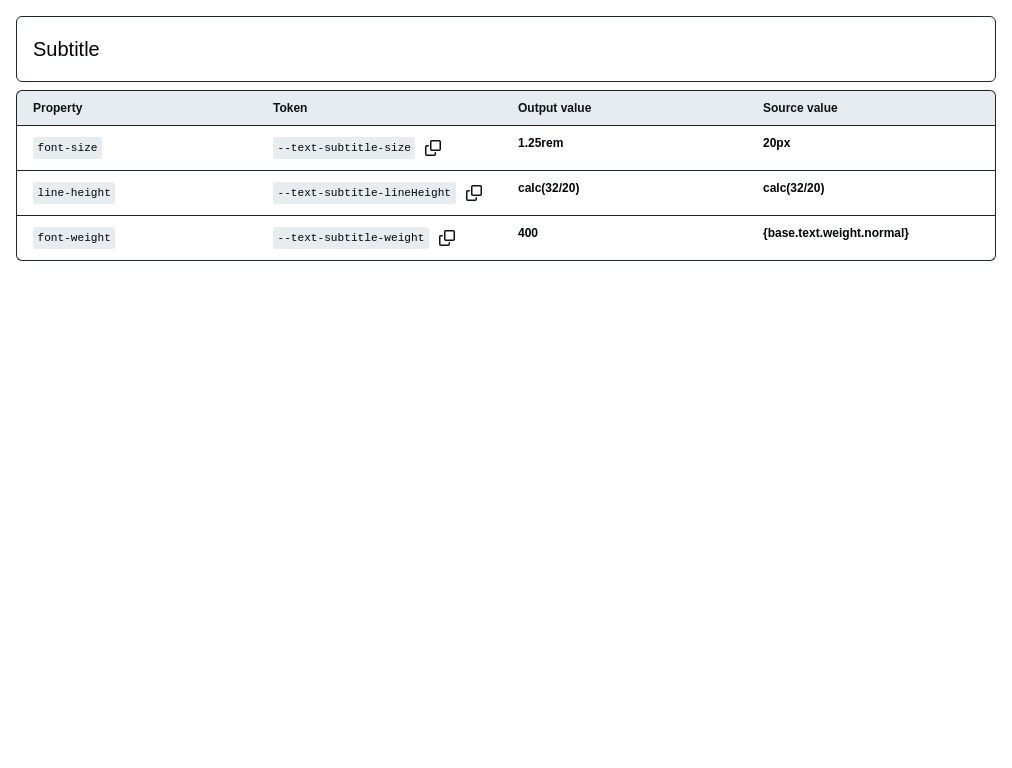 Subtitle
Property Token Output value Source value
font-size --text-subtitle-size 1.25rem 20px
line-height --text-subtitle-lineHeight calc(32/20) calc(32/20)
font-weight --text-subtitle-weight 400 {base.text.weight.normal}